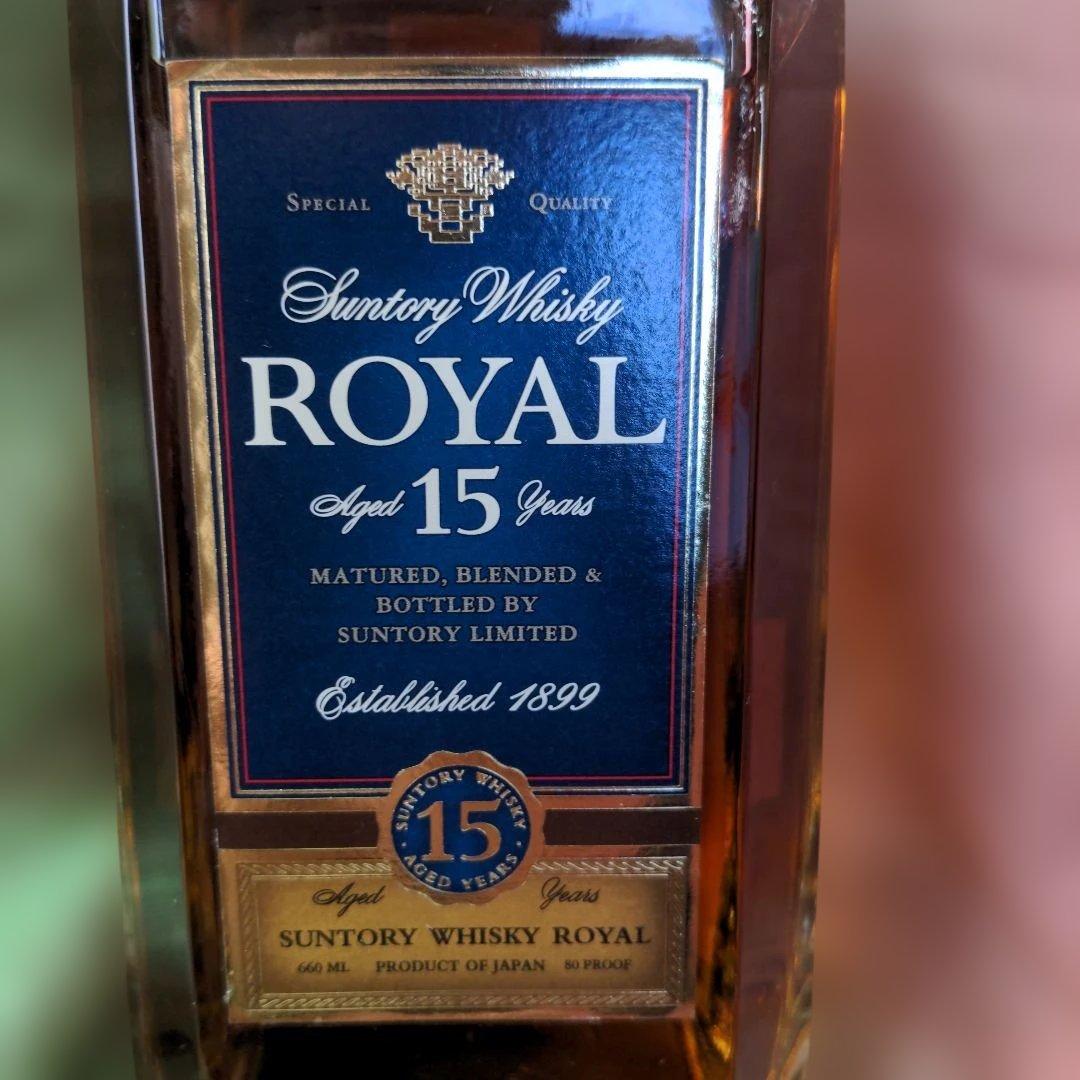 SPECIAL QUALITY
Suntory Whisky
ROYAL
Aged 15 Years
MATURED, BLENDED &
BOTTLED BY
SUNTORY LIMITED
Established 1899
SUNTORY WHISKY
15
· AGED YEARS ·
Aged Years
SUNTORY WHISKY ROYAL
660 ML PRODUCT OF JAPAN 80 PROOF